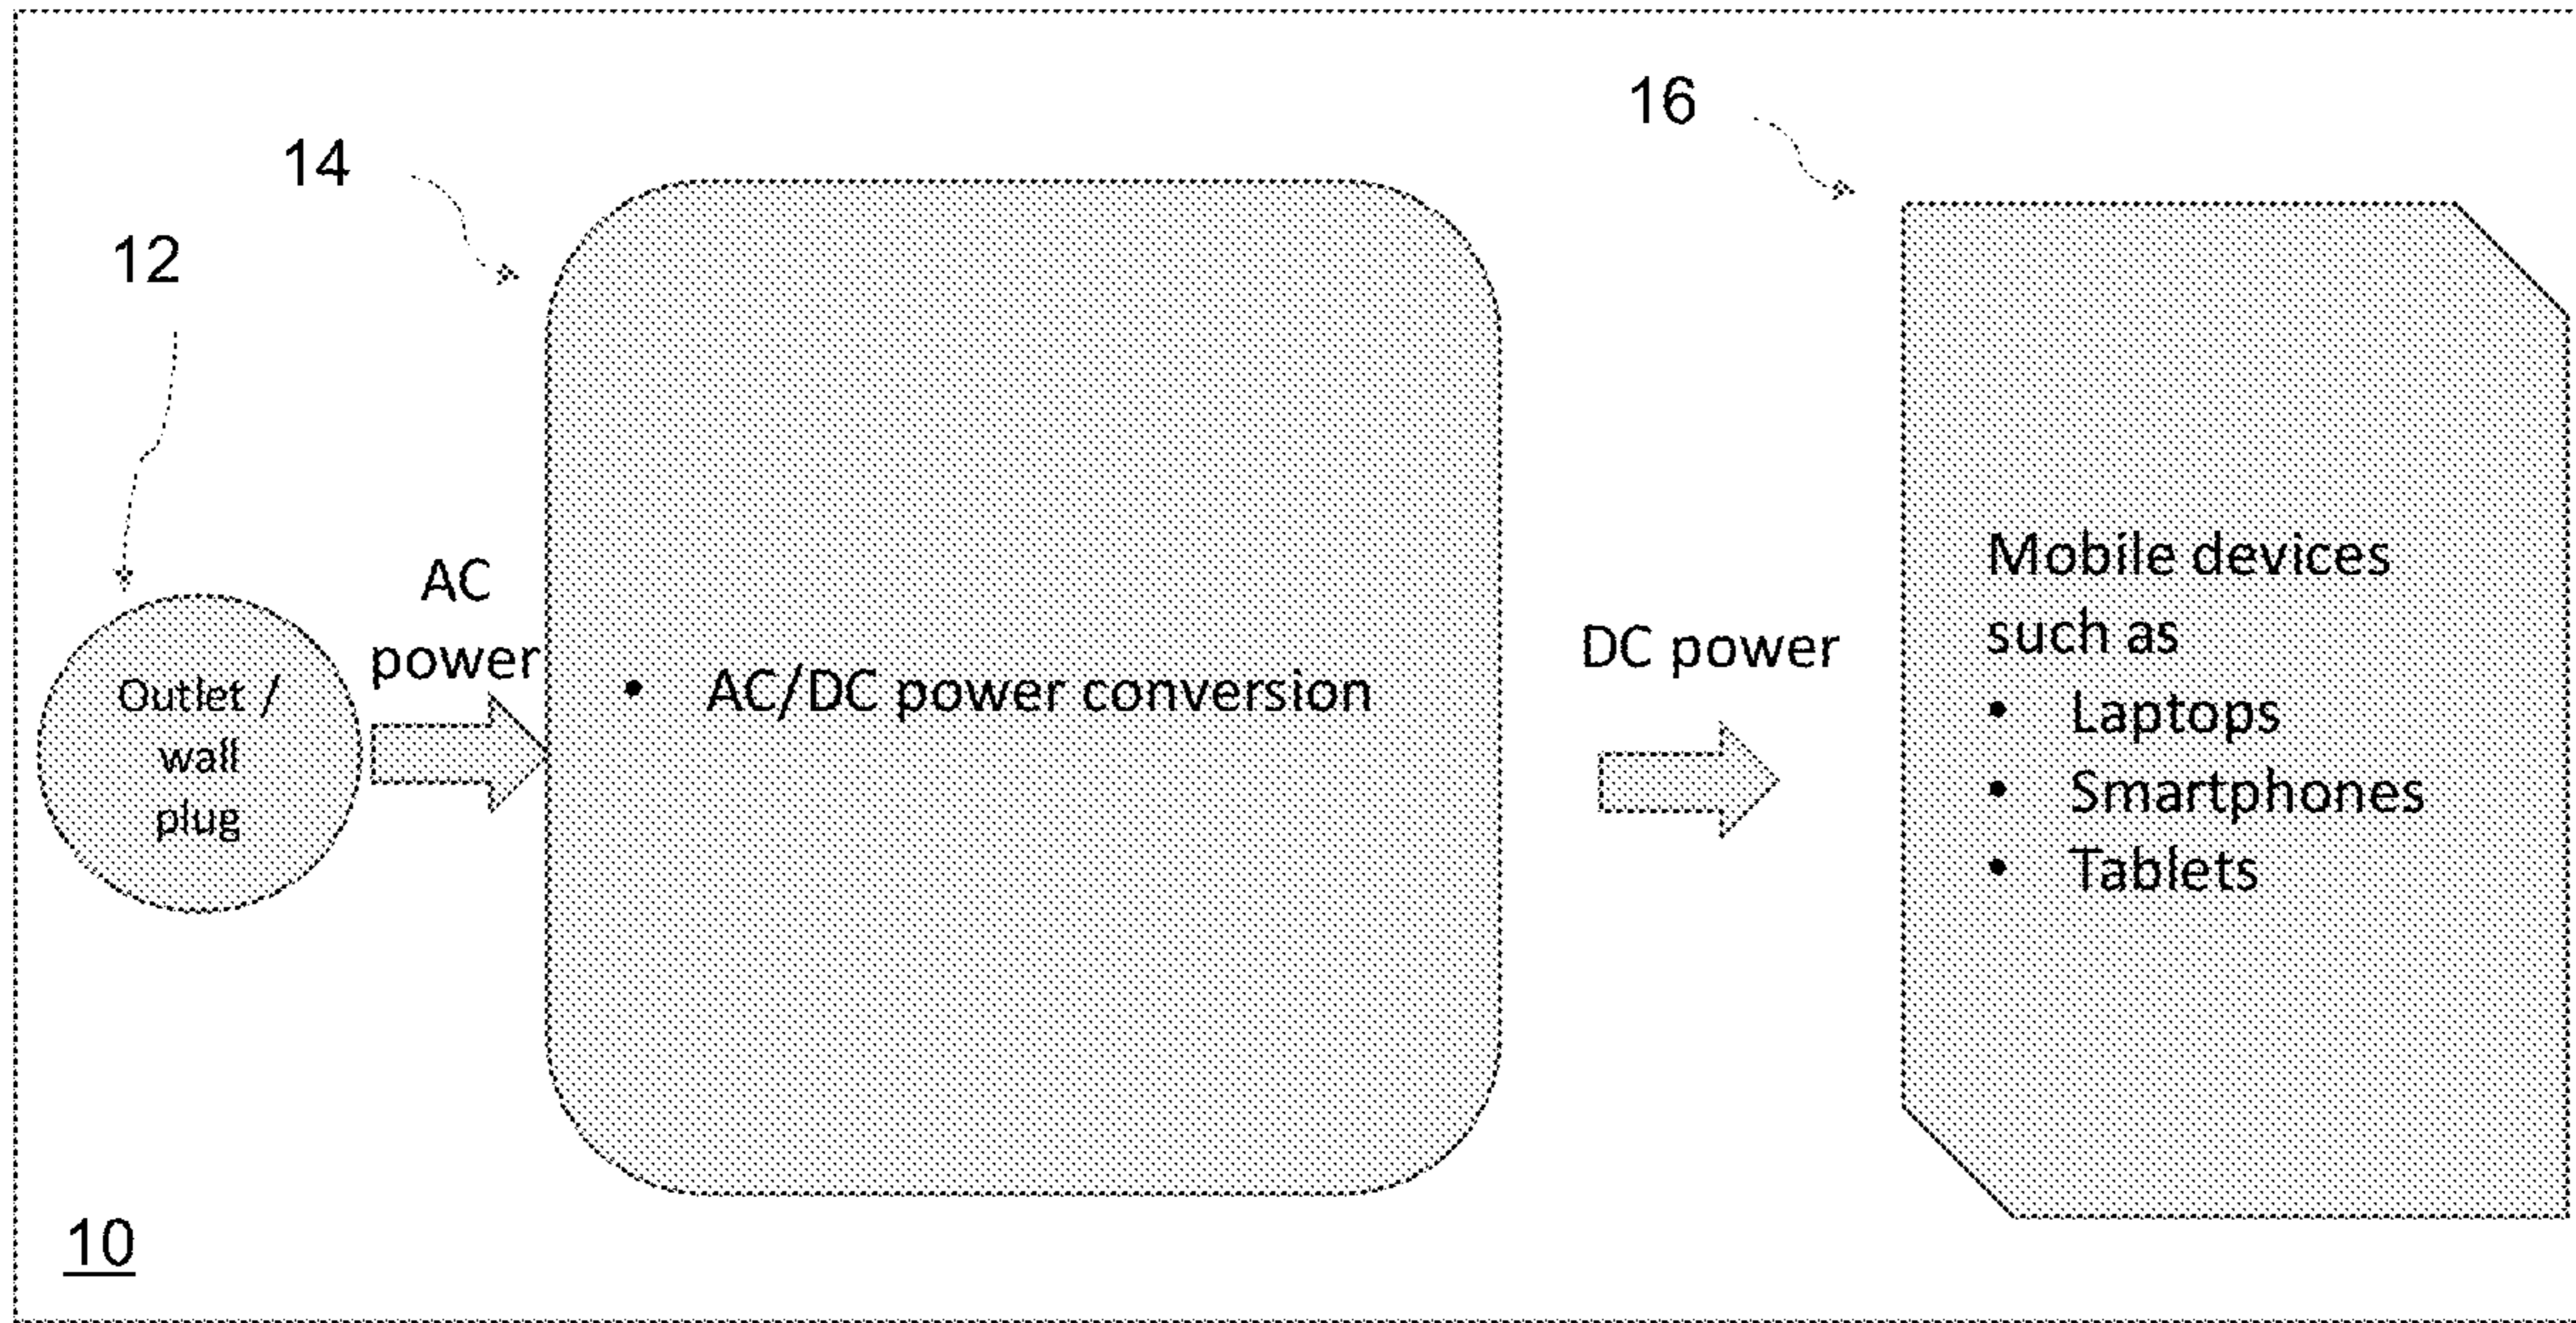 16
14
12
AC
power
Outlet /
wall
plug
• AC/DC power conversion
DC power
Mobile devices
such as
• Laptops
• Smartphones
• Tablets
10